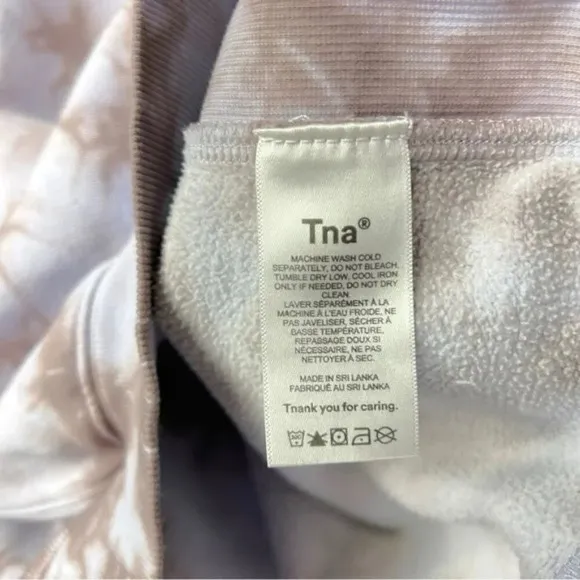 Tna®
MACHINE WASH COLD
SEPARATELY, DO NOT BLEACH.
TUMBLE DRY LOW, COOL IRON
ONLY IF NEEDED, DO NOT DRY
CLEAN.
LAVER SÉPARÉMENT À LA
MACHINE À L'EAU FROIDE, NE
PAS JAVELISER, SÉCHER À
BASSE TEMPÉRATURE,
REPASSAGE DOUX SI
NÉCESSAIRE, NE PAS
NETTOYER À SEC.
MADE IN SRI LANKA
FABRIQUÉ AU SRI LANKA
Tnank you for caring.